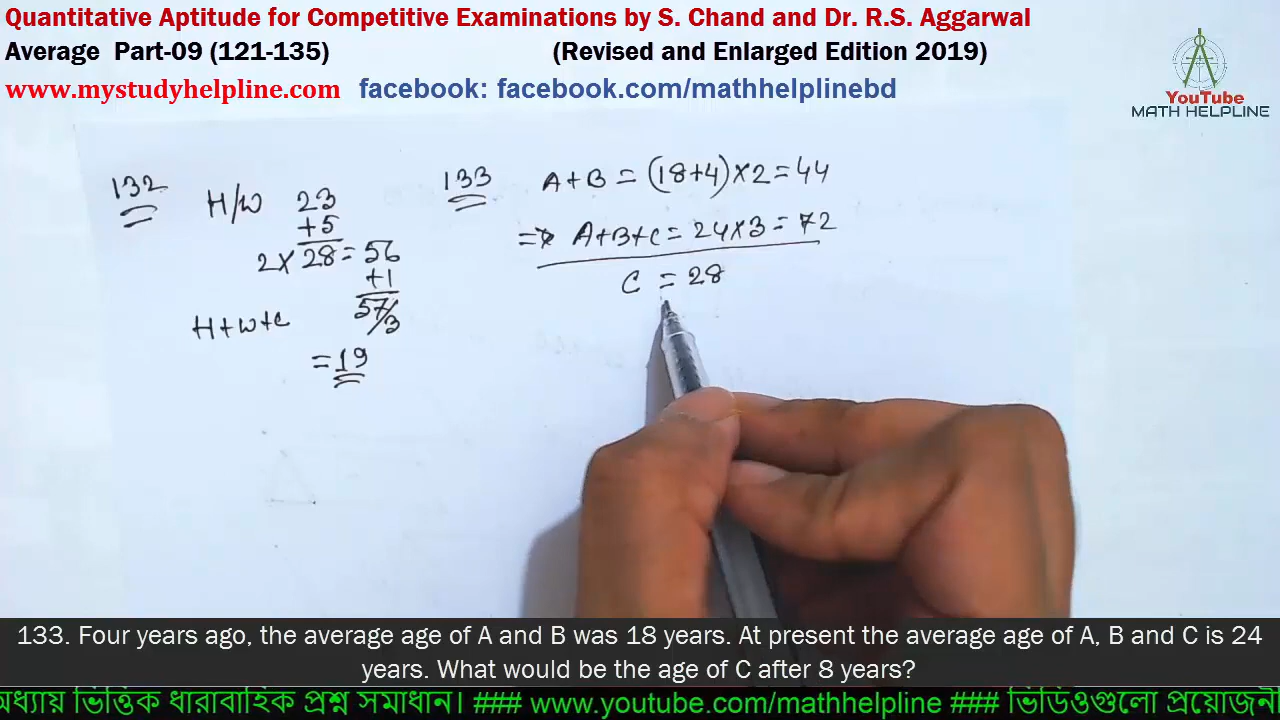 Quantitative Aptitude for Competitive Examinations by S. Chand and Dr. R.S. Aggarwal
Average Part-09 (121-135) (Revised and Enlarged Edition 2019)
www.mystudyhelpline.com facebook: facebook.com/mathhelplinebd
YouTube
MATH HELPLINE
132
H/W 23
+5
2 × 28 = 56
+1
57/3
H+W+C
= 19
133
A+B = (18+4)×2 = 44
=> A+B+C = 24×3 = 72
C = 28
133. Four years ago, the average age of A and B was 18 years. At present the average age of A, B and C is 24
years. What would be the age of C after 8 years?
অধ্যায় ভিত্তিক ধারাবাহিক প্রশ্ন সমাধান। ### www.youtube.com/mathhelpline ### ভিডিওগুলো প্রয়োজনী